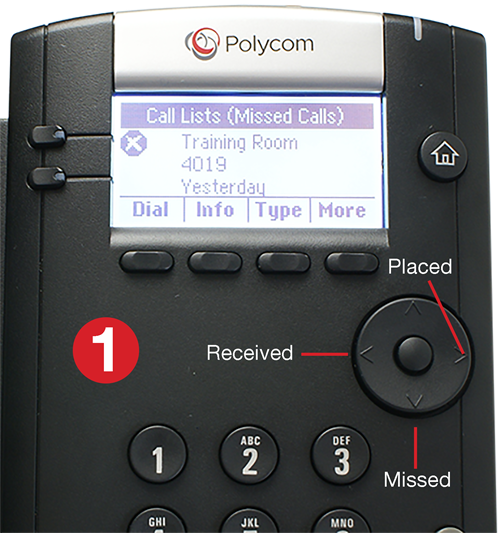 Polycom
Call Lists (Missed Calls)
Training Room
4019
Yesterday
Dial Info Type More
Placed
Received
1
Missed
1
ABC
2
DEF
3
GHI
JKL
MNO